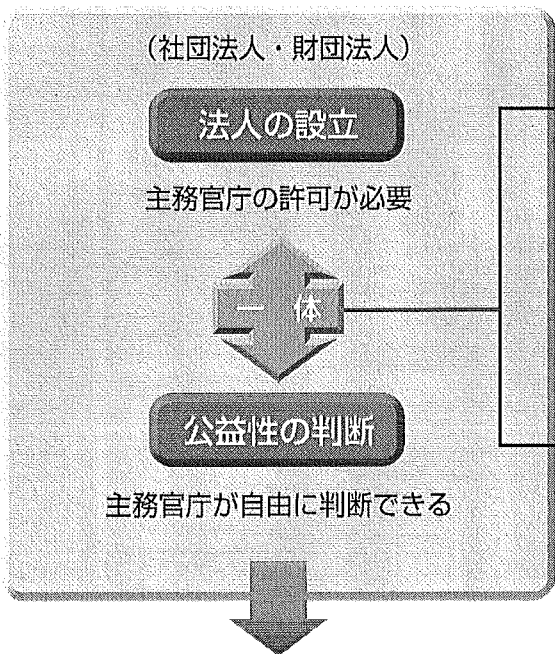 （社団法人・財団法人）
法人の設立
主務官庁の許可が必要
一体
公益性の判断
主務官庁が自由に判断できる